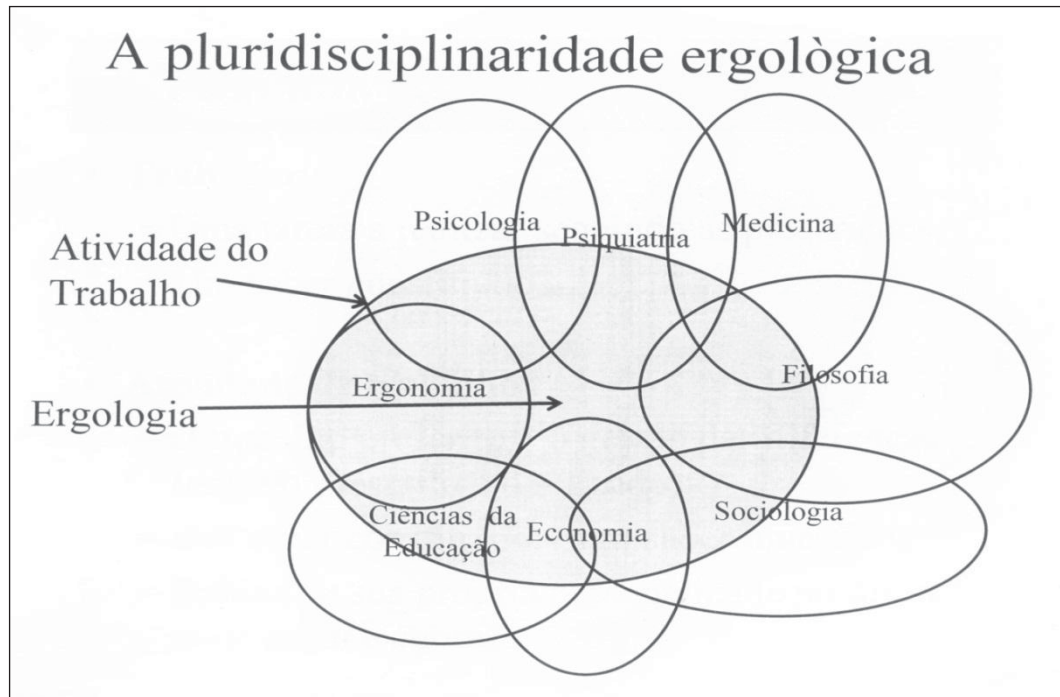 A pluridisciplinaridade ergològica
Psicologia
Psiquiatria
Medicina
Atividade do
Trabalho
Ergonomia
Filosofia
Ergologia
Ciências da
Educação
Economia
Sociologia